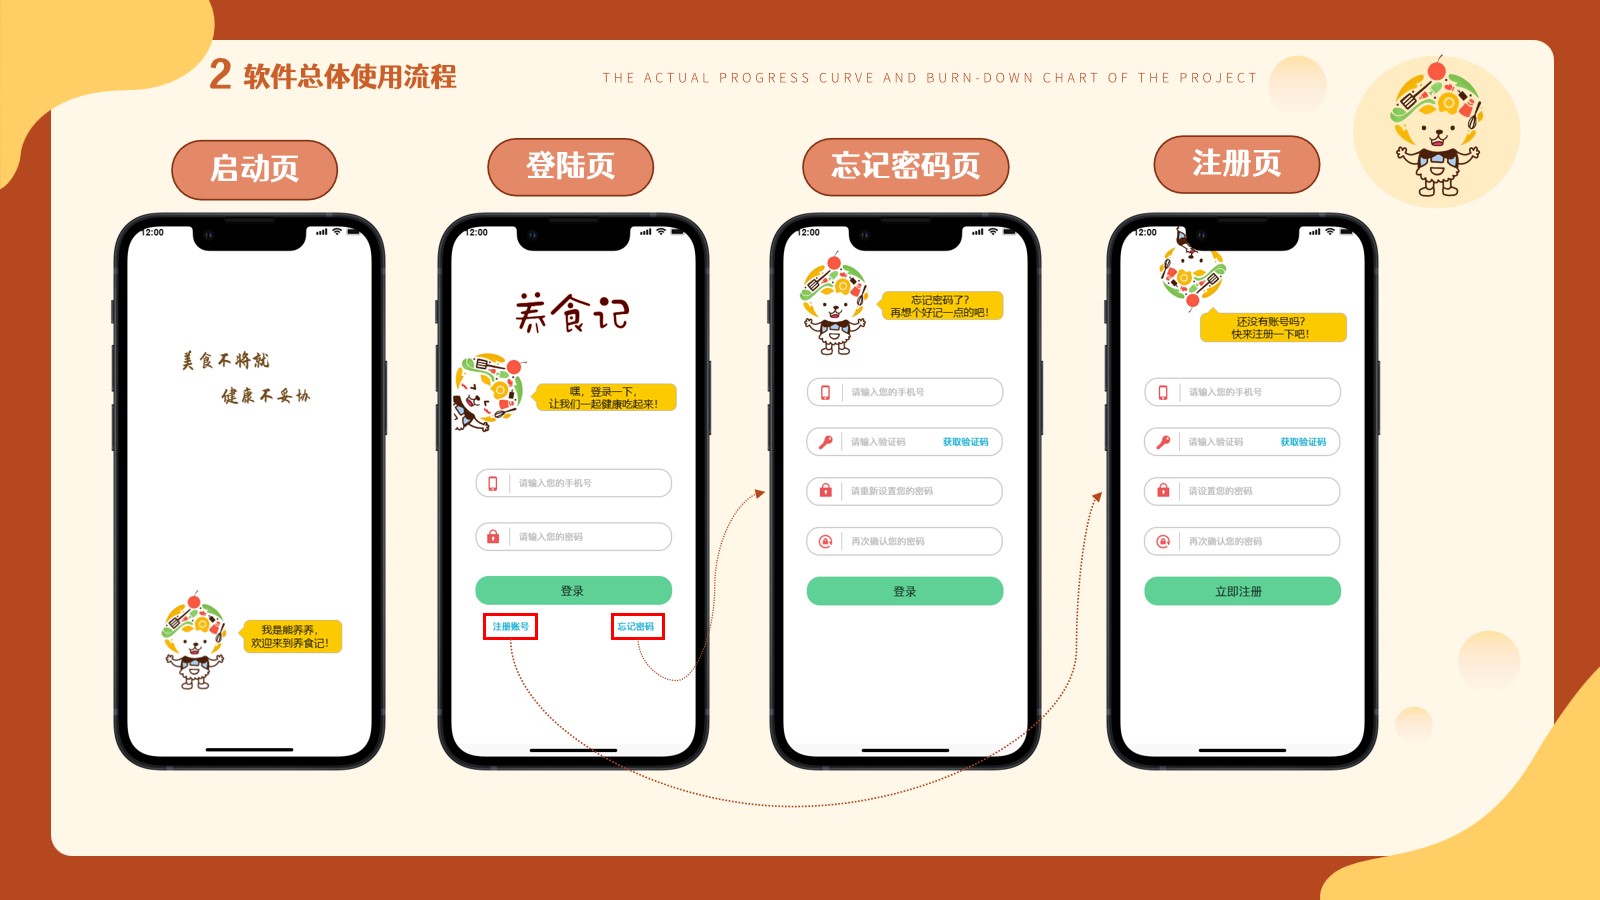 2 软件总体使用流程
THE ACTUAL PROGRESS CURVE AND BURN-DOWN CHART OF THE PROJECT
启动页
12:00
美食不将就
健康不妥协
我是熊养养，
欢迎来到养食记！
登陆页
12:00
养食记
嘿，登录一下，
让我们一起健康吃起来！
请输入您的手机号
请输入您的密码
登录
注册账号
忘记密码
忘记密码页
12:00
忘记密码了？
再想个好记一点的吧！
请输入您的手机号
请输入验证码
获取验证码
请重新设置您的密码
再次确认您的密码
登录
注册页
12:00
还没有账号吗？
快来注册一下吧！
请输入您的手机号
请输入验证码
获取验证码
请设置您的密码
再次确认您的密码
立即注册